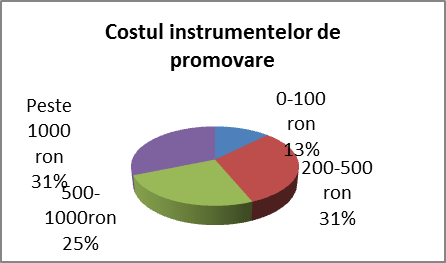 Costul instrumentelor de
promovare
0-100
ron
13%
200-500
ron
31%
500-
1000ron
25%
Peste
1000
ron
31%